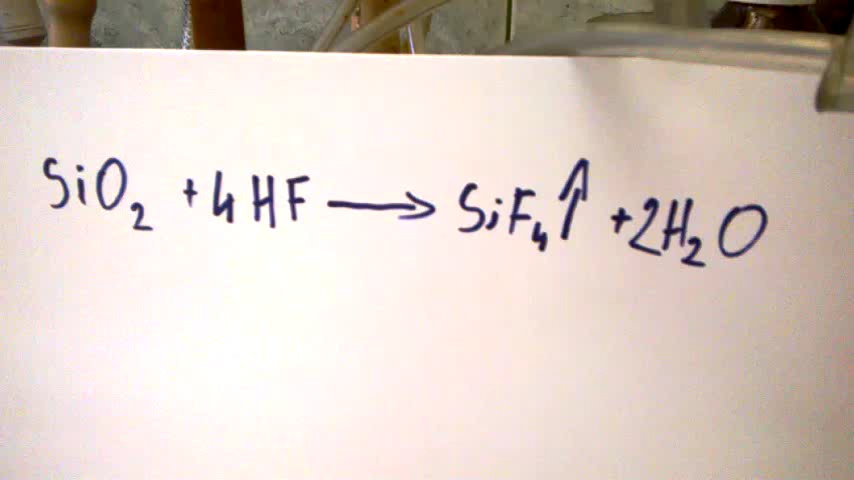 SiO₂ + 4HF ⟶ SiF₄↑ + 2H₂O